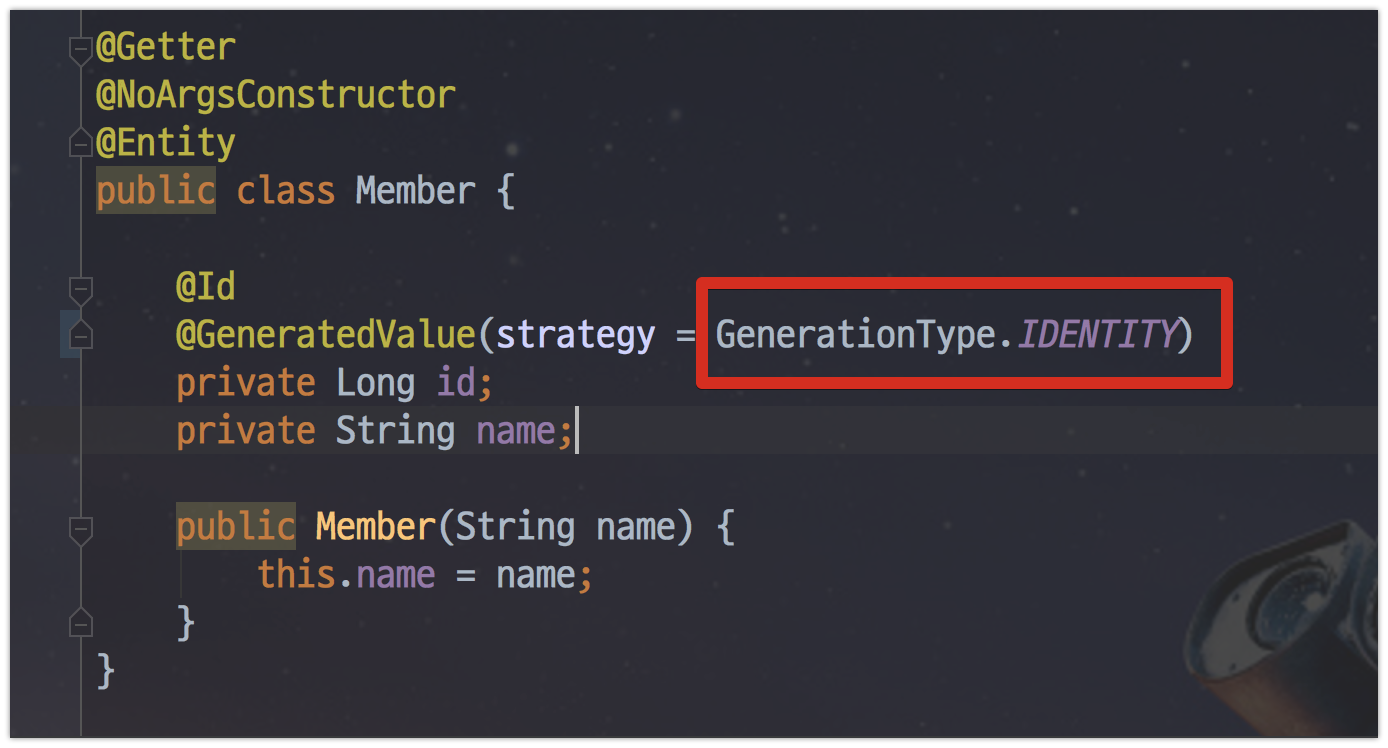 @Getter
@NoArgsConstructor
@Entity
public class Member {
@Id
@GeneratedValue(strategy = GenerationType.IDENTITY)
private Long id;
private String name;
public Member(String name) {
this.name = name;
}
}